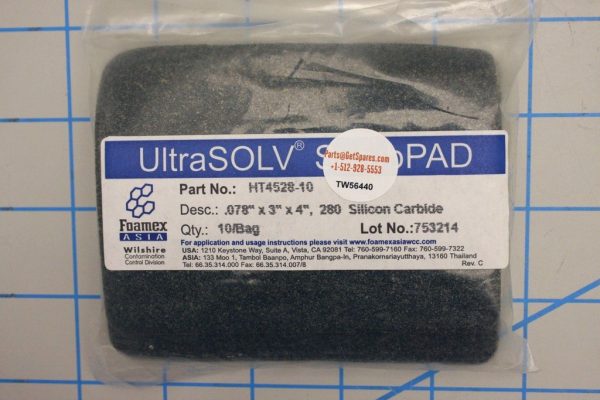 UltraSOLV® S oPAD
Parts@GetSpares.com
+1-512-928-5553
TW56440
Foamex
ASIA
Wilshire
Contamination
Control Division
Part No.: HT4528-10
Desc.: .078" x 3" x 4", 280 Silicon Carbide
Qty.: 10/Bag Lot No.:753214
For application and usage instructions please visit www.foamexasiawcc.com
USA: 1210 Keystone Way, Suite A, Vista, CA 92081 Tel: 760-599-7160 Fax: 760-599-7322
ASIA: 133 Moo 1, Tambol Baanpo, Amphur Bangpa-In, Pranakornsriayutthaya, 13160 Thailand
Tel: 66.35.314.000 Fax: 66.35.314.007/8 Rev. C